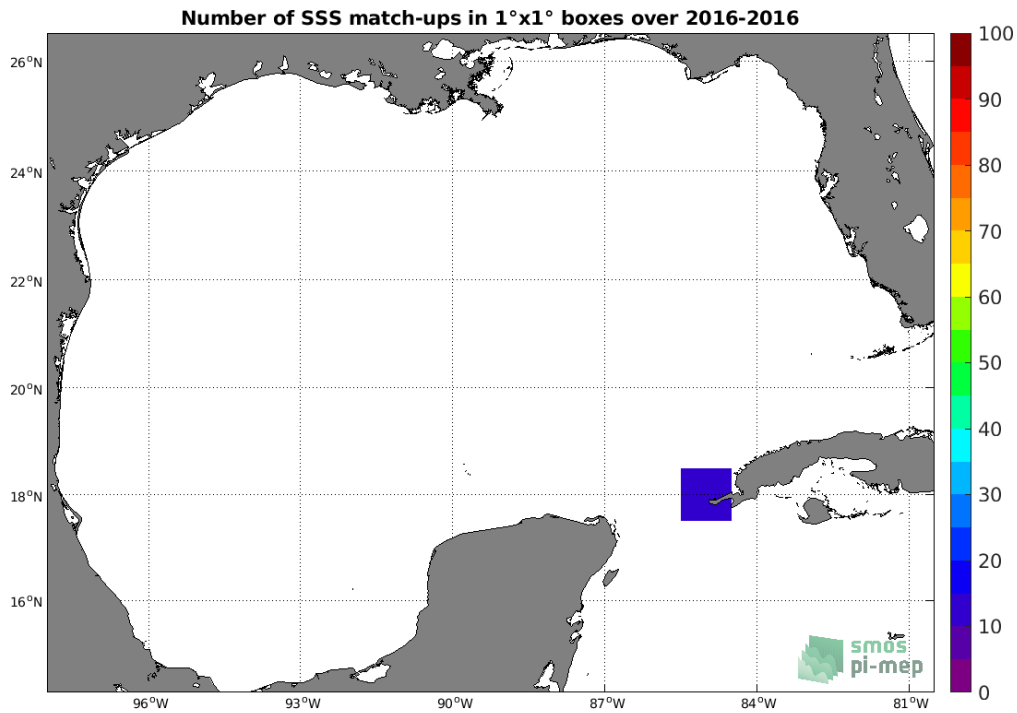 Number of SSS match-ups in 1°x1° boxes over 2016-2016
26°N
24°N
22°N
20°N
18°N
16°N
96°W
93°W
90°W
87°W
84°W
81°W
100
90
80
70
60
50
40
30
20
10
0
smos
pi-mep